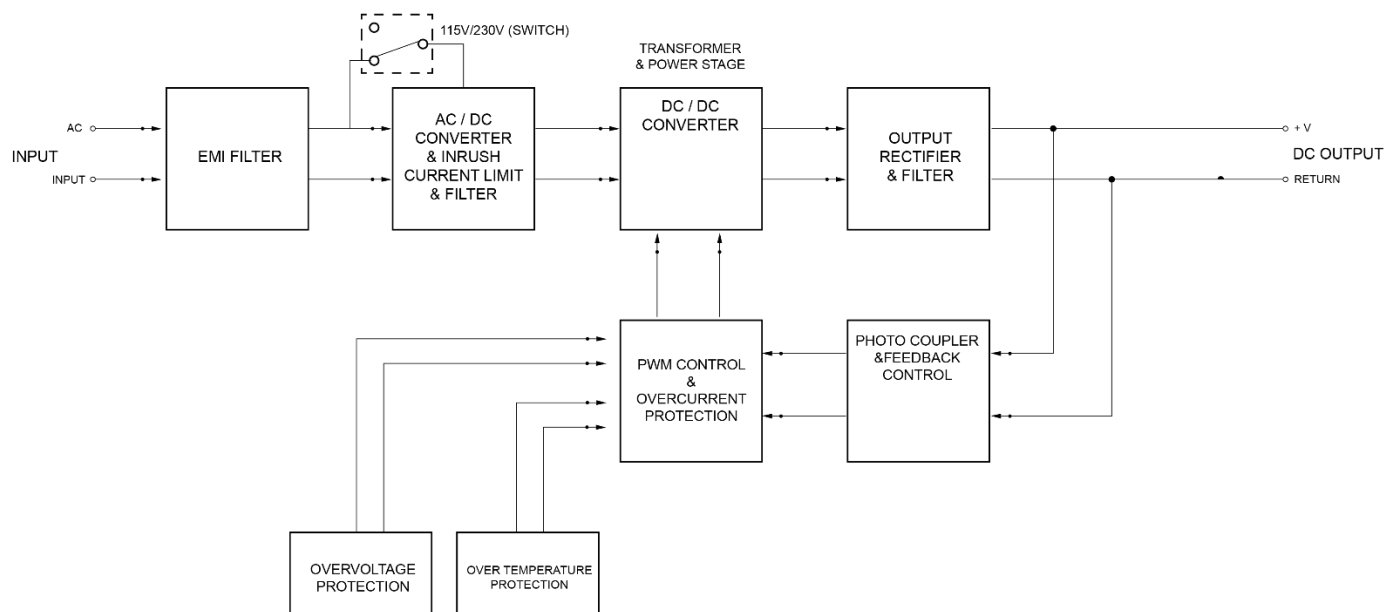 115V/230V (SWITCH)
TRANSFORMER
& POWER STAGE
INPUT
AC
INPUT
EMI FILTER
AC / DC
CONVERTER
& INRUSH
CURRENT LIMIT
& FILTER
DC / DC
CONVERTER
OUTPUT
RECTIFIER
& FILTER
+ V
DC OUTPUT
RETURN
PWM CONTROL
&
OVERCURRENT
PROTECTION
PHOTO COUPLER
&FEEDBACK
CONTROL
OVERVOLTAGE
PROTECTION
OVER TEMPERATURE
PROTECTION